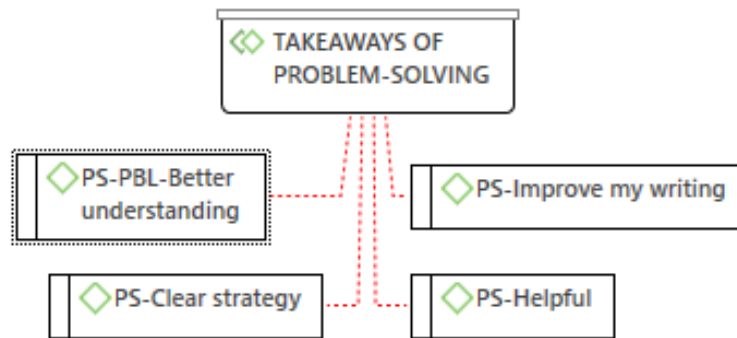 TAKEAWAYS OF
PROBLEM-SOLVING
PS-PBL-Better
understanding
PS-Improve my writing
PS-Clear strategy
PS-Helpful